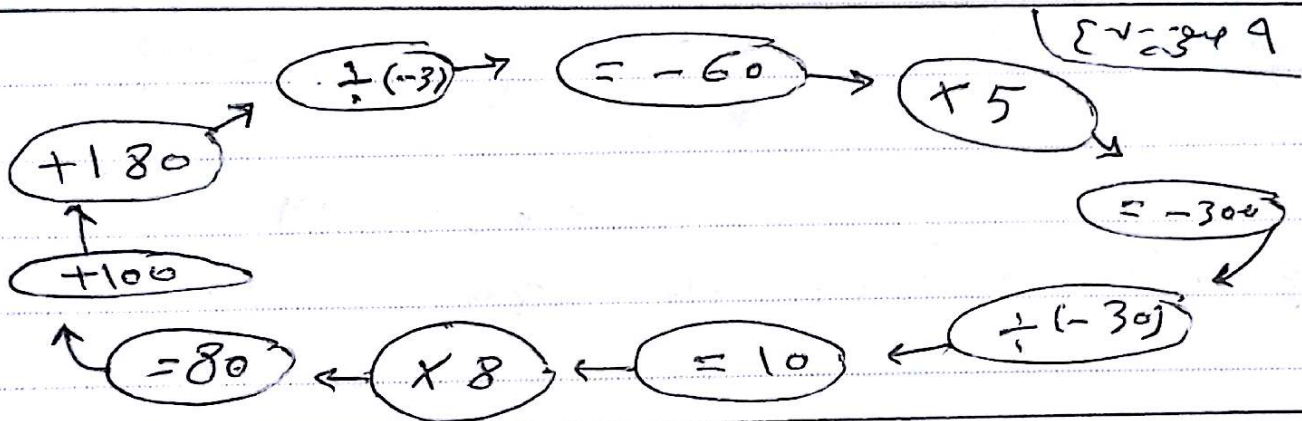 ÷ (-3) = -60 × 5
+180
= -300
+100
÷ (-30)
= 80 × 8 = 10